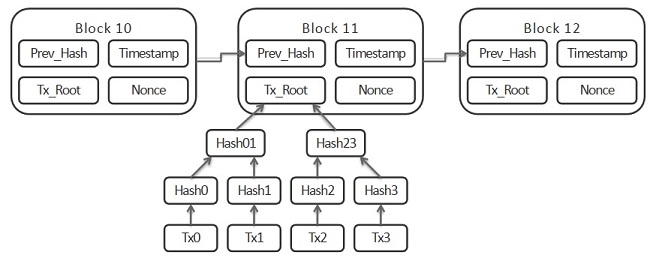 Block 10
Block 11
Block 12
Prev_Hash
Timestamp
Prev_Hash
Timestamp
Prev_Hash
Timestamp
Tx_Root
Nonce
Tx_Root
Nonce
Tx_Root
Nonce
Hash01
Hash23
Hash0
Hash1
Hash2
Hash3
Tx0
Tx1
Tx2
Tx3